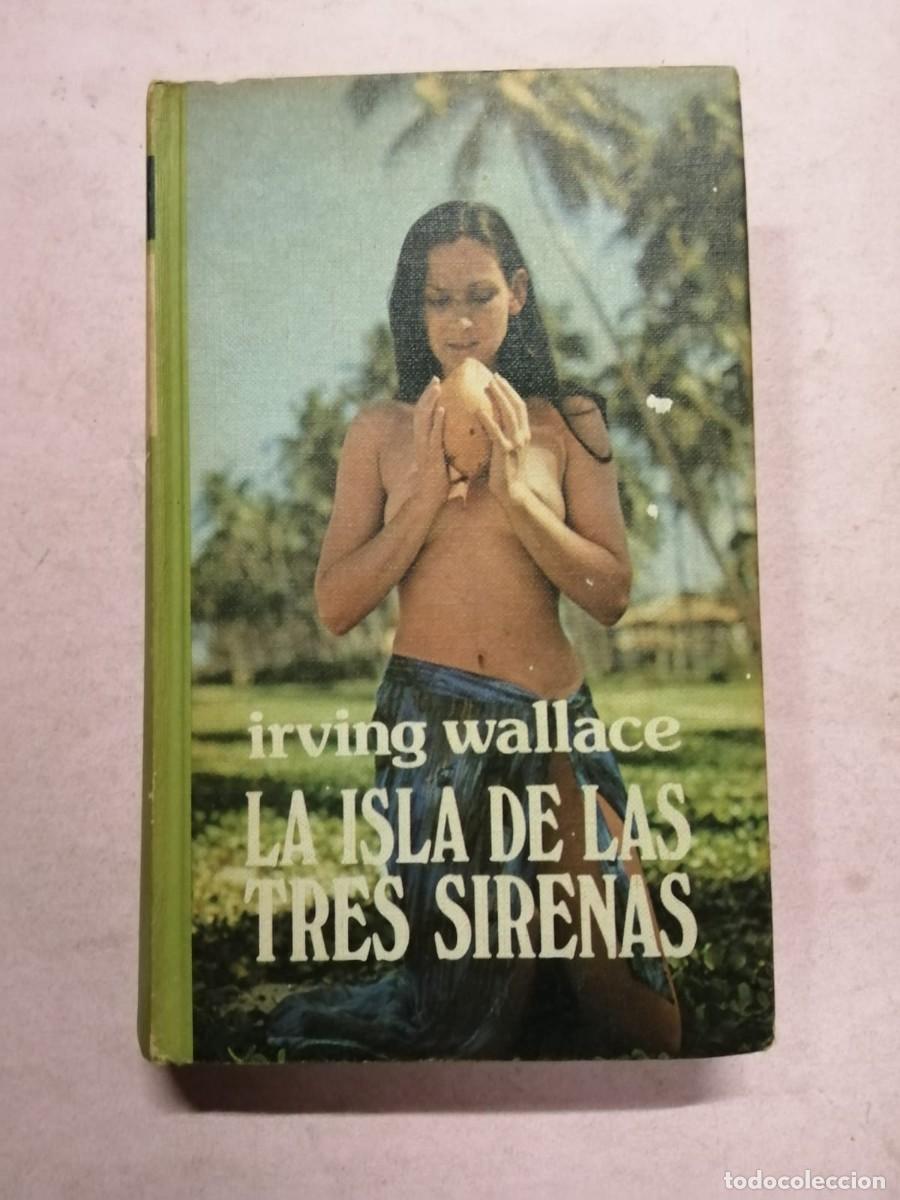 irving wallace
LA ISLA DE LAS
TRES SIRENAS
todocoleccion